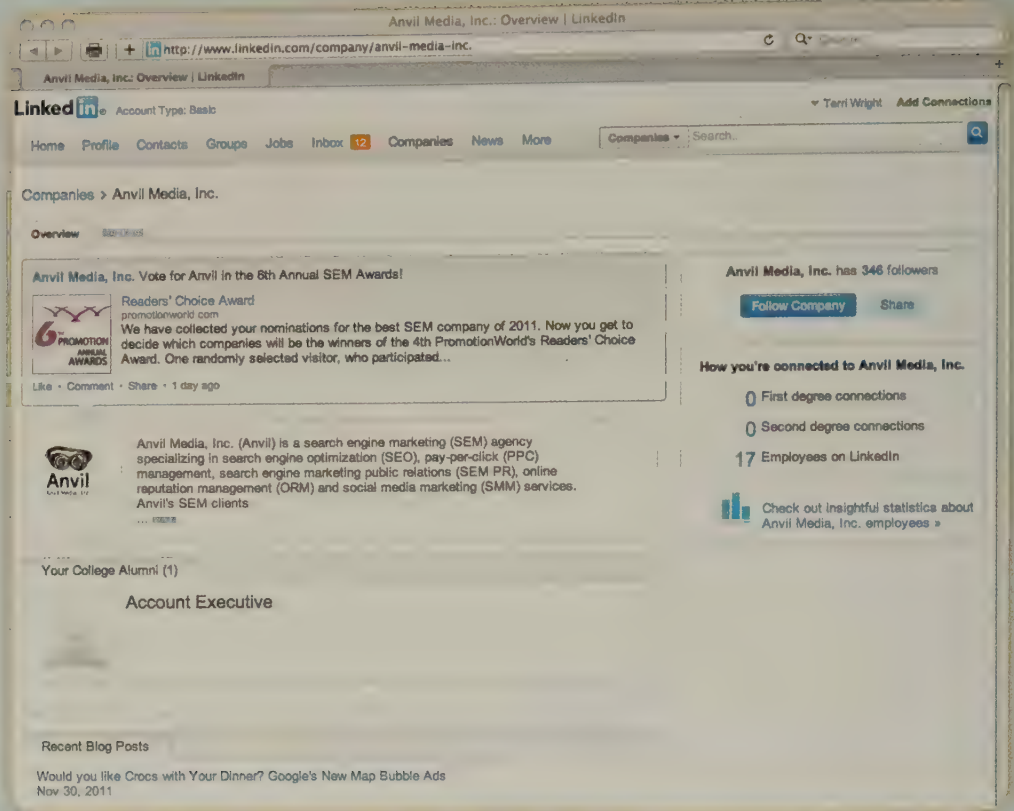 Anvil Media, Inc.: Overview | LinkedIn
http://www.linkedin.com/company/anvil-media-inc.
Anvil Media, Inc.: Overview | LinkedIn
Linked in Account Type: Basic
Terri Wright Add Connections
Home Profile Contacts Groups Jobs Inbox 12 Companies News More
Companies Search..
Companies > Anvil Media, Inc.
Overview
Anvil Media, Inc. Vote for Anvil in the 6th Annual SEM Awards!
Readers' Choice Award
promotionworld.com
We have collected your nominations for the best SEM company of 2011. Now you get to
decide which companies will be the winners of the 4th PromotionWorld's Readers' Choice
Award. One randomly selected visitor, who participated...
6TH
PROMOTION
ANNUAL
AWARDS
Like · Comment · Share · 1 day ago
Anvil Media, Inc. has 346 followers
Follow Company Share
How you're connected to Anvil Media, Inc.
0 First degree connections
0 Second degree connections
17 Employees on LinkedIn
Check out insightful statistics about
Anvil Media, Inc. employees »
Anvil
Anvil Media, Inc. (Anvil) is a search engine marketing (SEM) agency
specializing in search engine optimization (SEO), pay-per-click (PPC)
management, search engine marketing public relations (SEM PR), online
reputation management (ORM) and social media marketing (SMM) services.
Anvil's SEM clients
...
Your College Alumni (1)
Account Executive
Recent Blog Posts
Would you like Crocs with Your Dinner? Google's New Map Bubble Ads
Nov 30, 2011